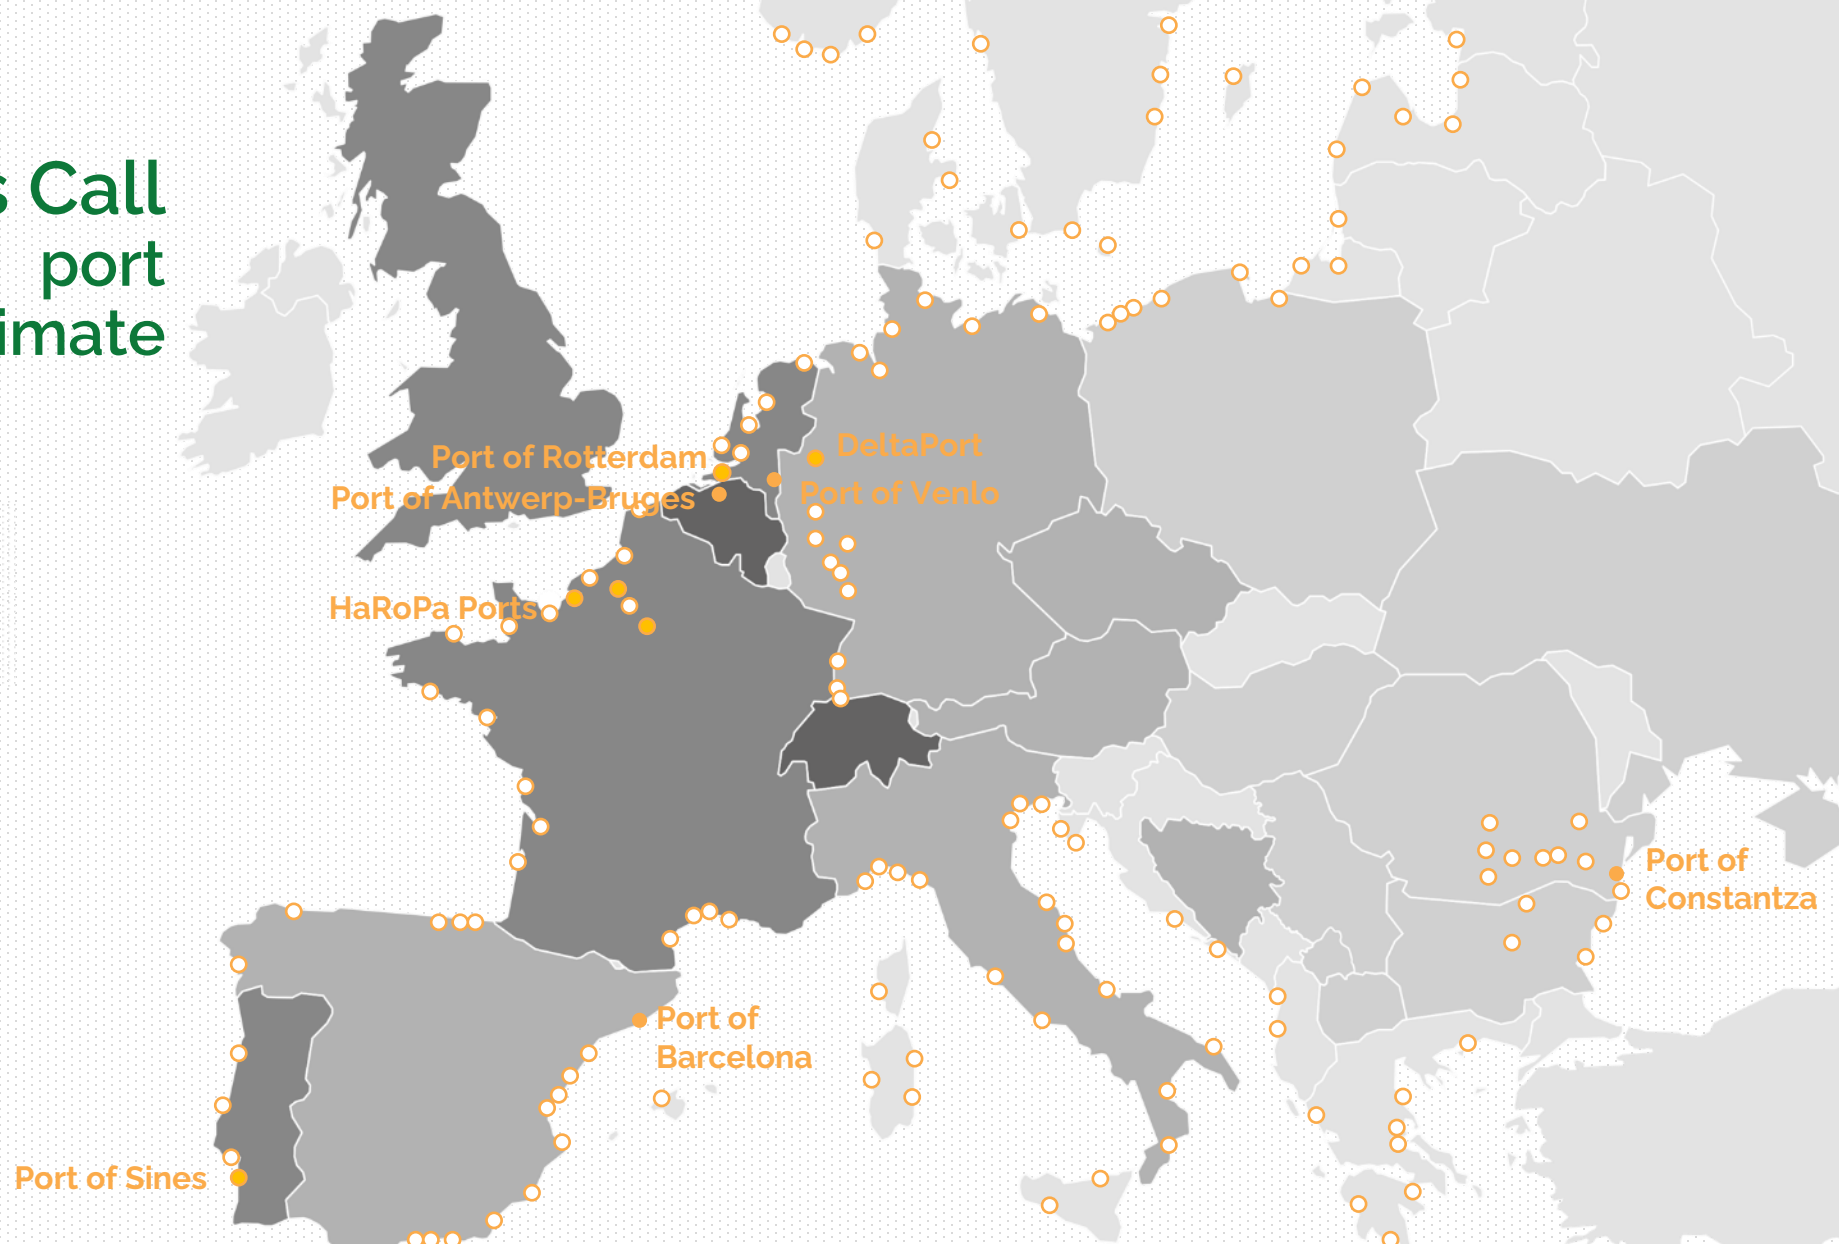 s Call
port
imate
Port of Rotterdam
DeltaPort
Port of Antwerp-Bruges
Port of Venlo
HaRoPa Ports
Port of
Constantza
Port of
Barcelona
Port of Sines